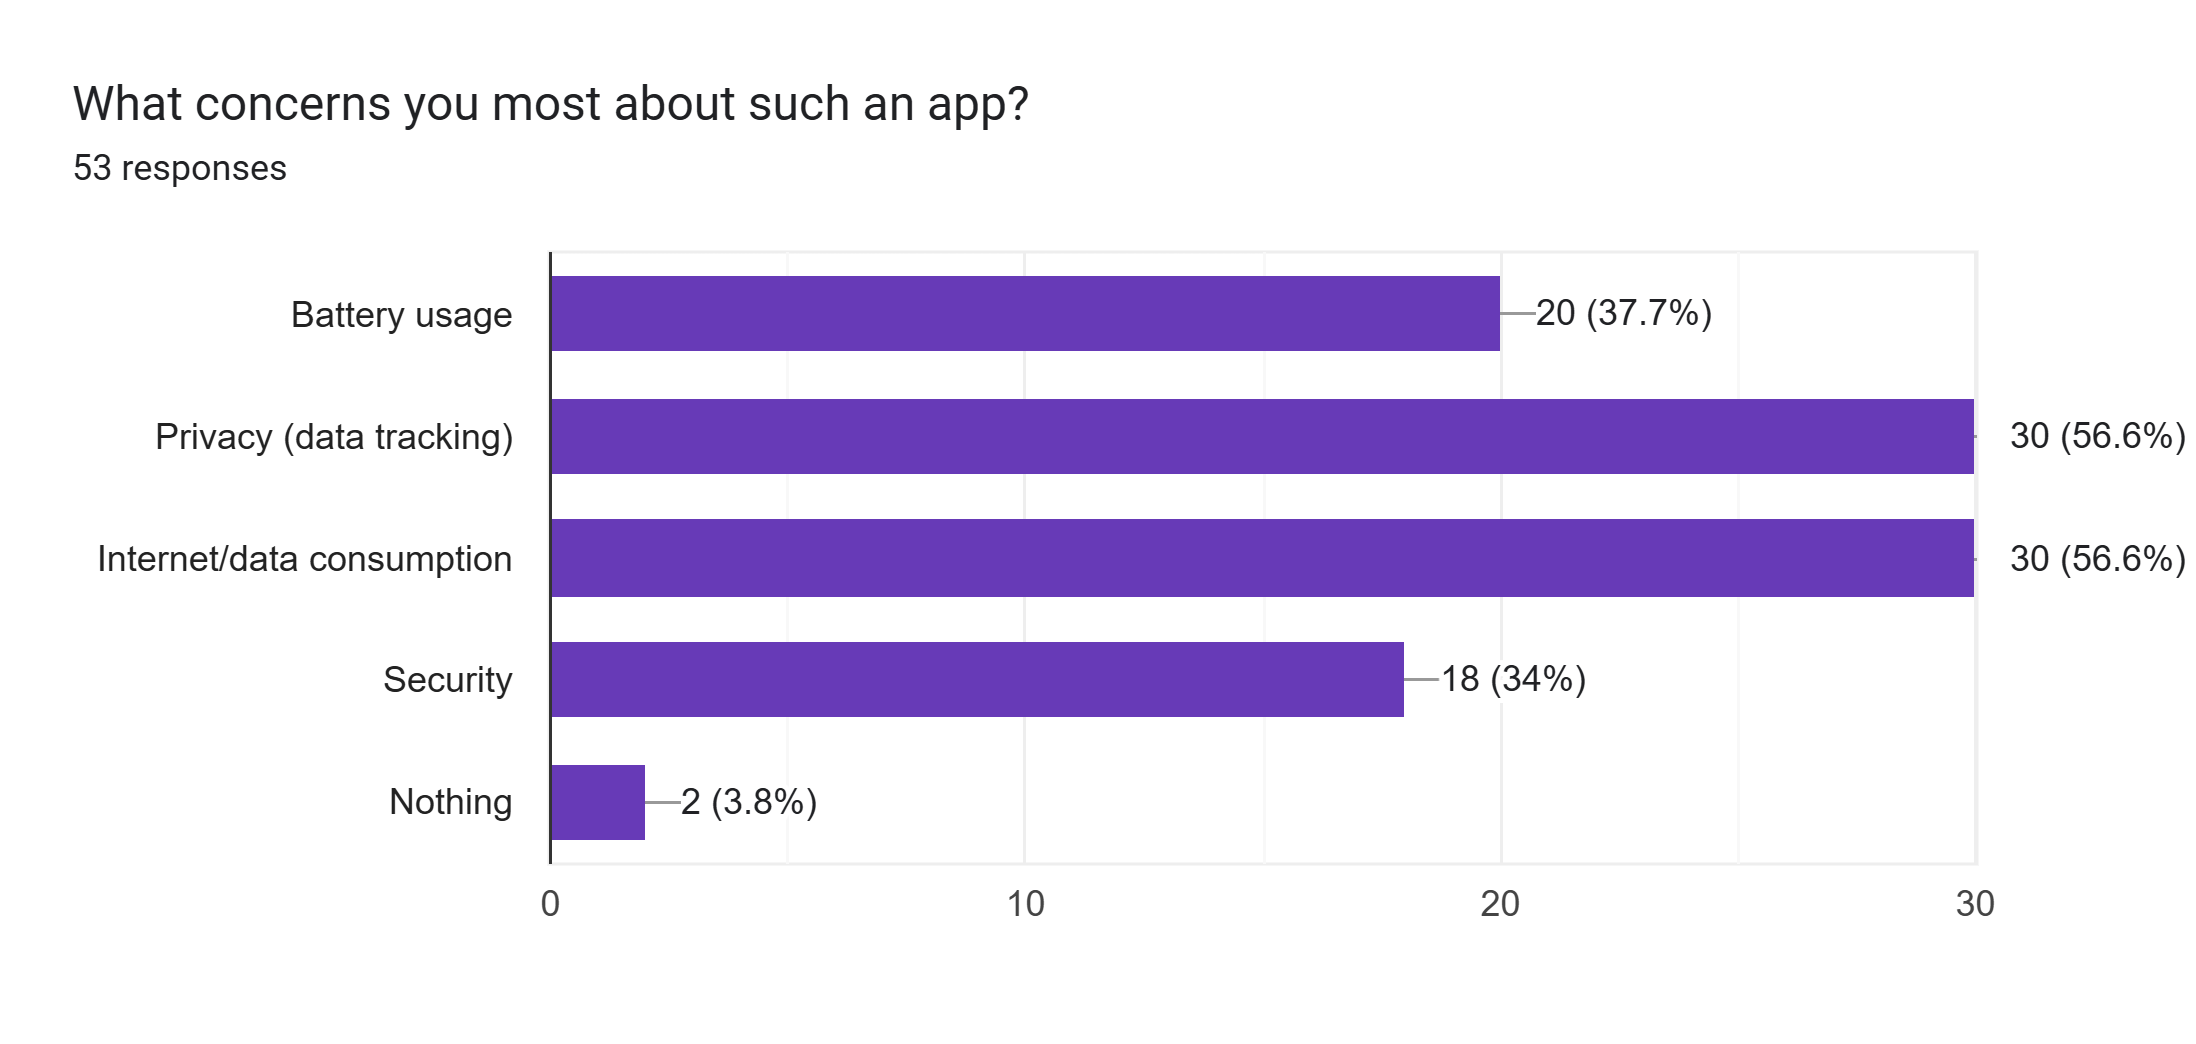 What concerns you most about such an app?
53 responses
Battery usage
20 (37.7%)
Privacy (data tracking)
30 (56.6%)
Internet/data consumption
30 (56.6%)
Security
18 (34%)
Nothing
2 (3.8%)
0 10 20 30